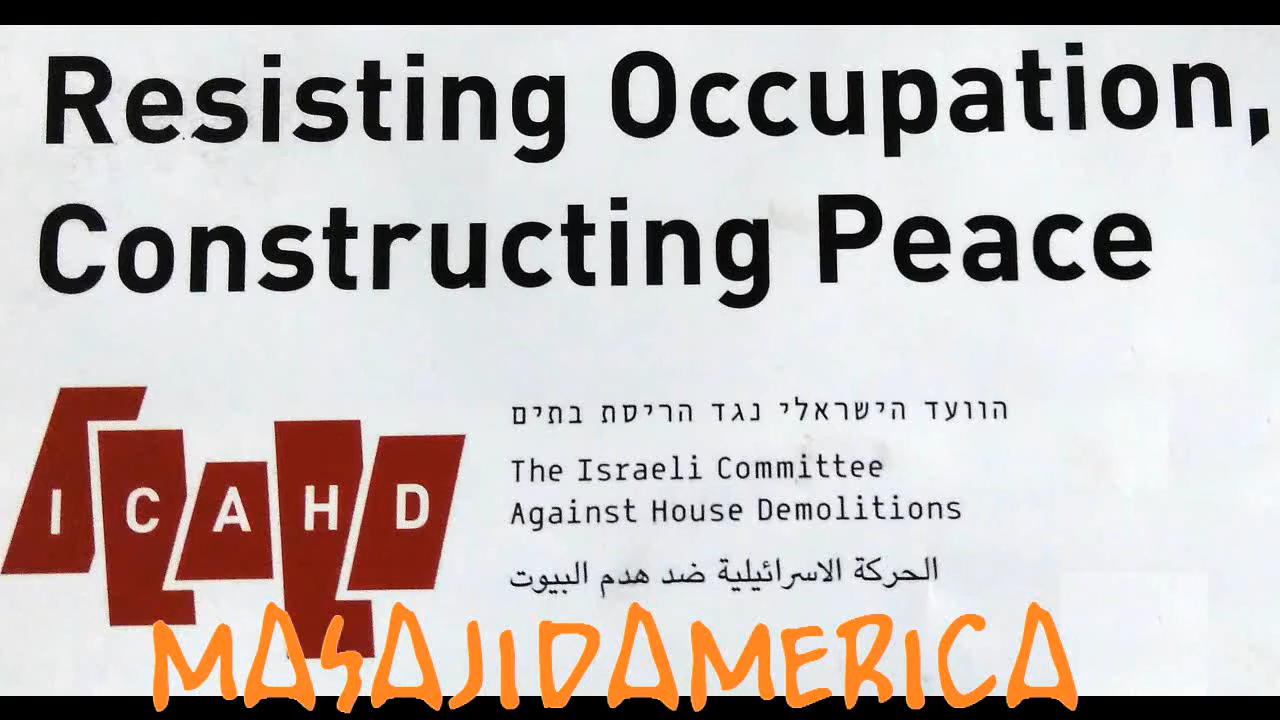 Resisting Occupation,
Constructing Peace
ICAHD
הוועד הישראלי נגד הריסת בתים
The Israeli Committee
Against House Demolitions
الحركة الاسرائيلية ضد هدم البيوت
MASAJIDAMERICA